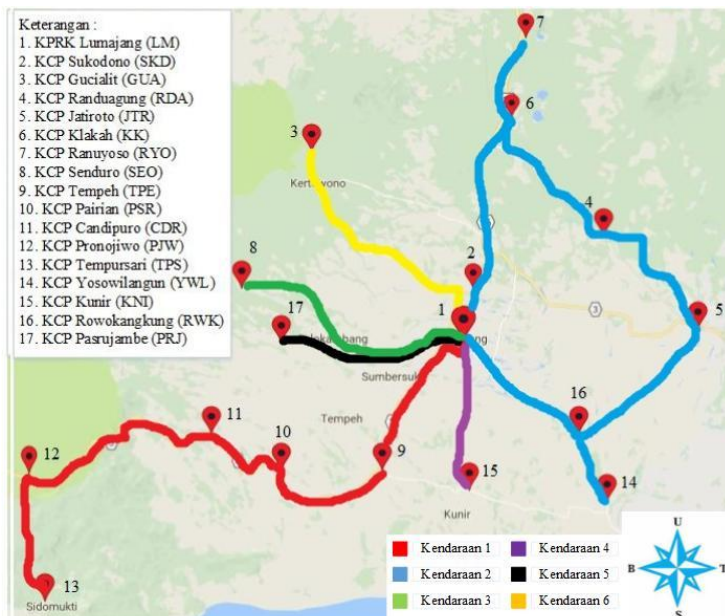 Keterangan :
1. KPRK Lumajang (LM)
2. KCP Sukodono (SKD)
3. KCP Gucialit (GUA)
4. KCP Randuagung (RDA)
5. KCP Jatiroto (JTR)
6. KCP Klakah (KK)
7. KCP Ranuyoso (RYO)
8. KCP Senduro (SEO)
9. KCP Tempeh (TPE)
10. KCP Pairian (PSR)
11. KCP Candipuro (CDR)
12. KCP Pronojiwo (PJW)
13. KCP Tempursari (TPS)
14. KCP Yosowilangun (YWL)
15. KCP Kunir (KNI)
16. KCP Rowokangkung (RWK)
17. KCP Pasrujambe (PRJ)
7
6
3
4
8
2
17
1
5
16
11
12
10
9
15
14
13
3
Tempeh
Kunir
Sidomukti
Kendaraan 1
Kendaraan 4
Kendaraan 2
Kendaraan 5
Kendaraan 3
Kendaraan 6
U
B
T
S